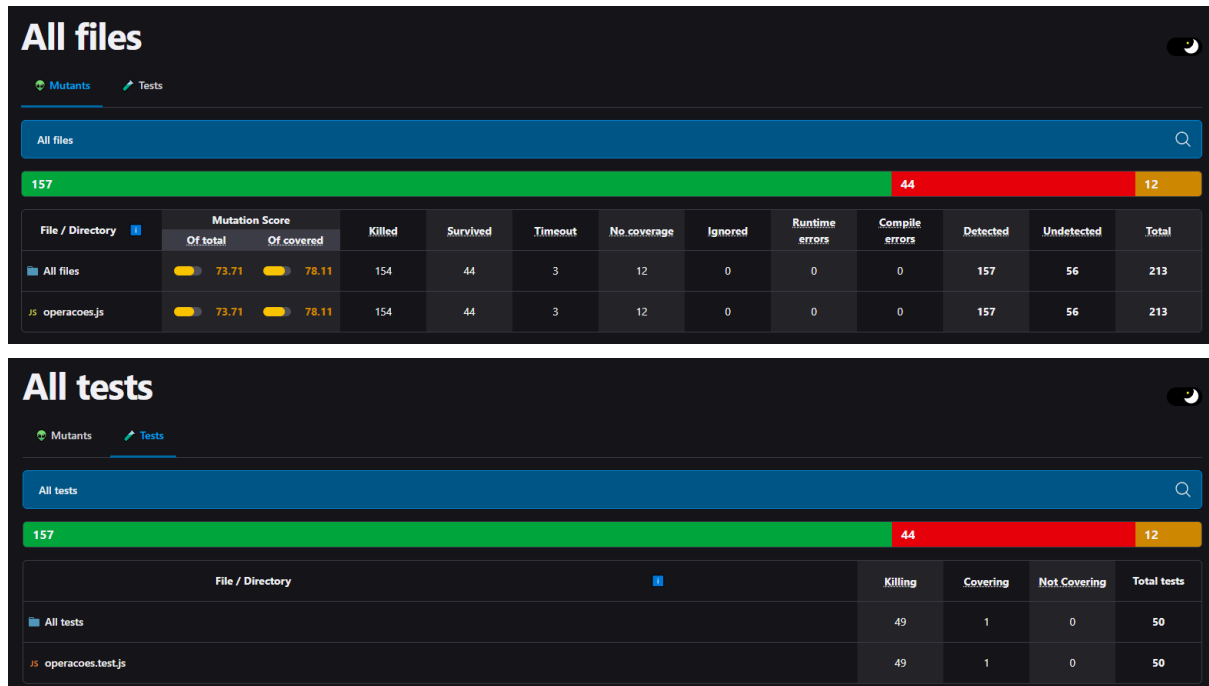 All files
Mutants Tests
All files
157 44 12
File / Directory Mutation Score Killed Survived Timeout No coverage Ignored Runtime errors Compile errors Detected Undetected Total
Of total Of covered
All files 73.71 78.11 154 44 3 12 0 0 0 157 56 213
JS operacoes.js 73.71 78.11 154 44 3 12 0 0 0 157 56 213
All tests
Mutants Tests
All tests
157 44 12
File / Directory Killing Covering Not Covering Total tests
All tests 49 1 0 50
JS operacoes.test.js 49 1 0 50